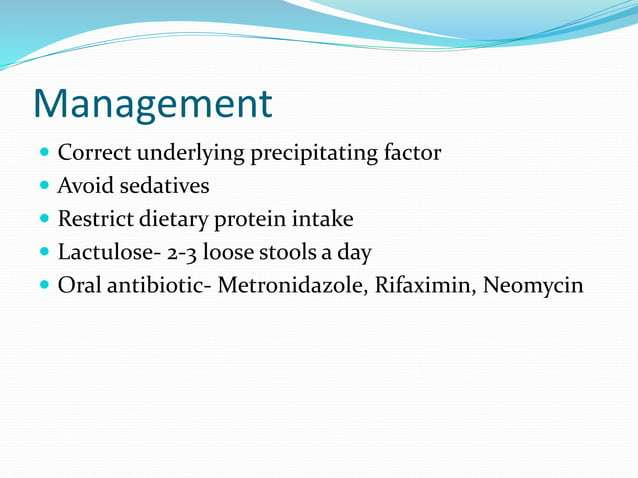 Management
• Correct underlying precipitating factor
• Avoid sedatives
• Restrict dietary protein intake
• Lactulose- 2-3 loose stools a day
• Oral antibiotic- Metronidazole, Rifaximin, Neomycin